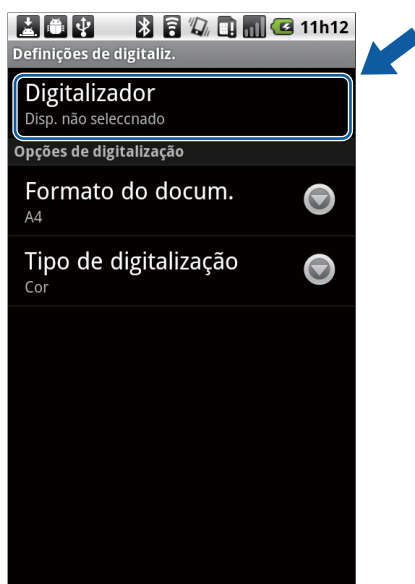 11h12
Definições de digitaliz.
Digitalizador
Disp. não seleccnado
Opções de digitalização
Formato do docum.
A4
Tipo de digitalização
Cor